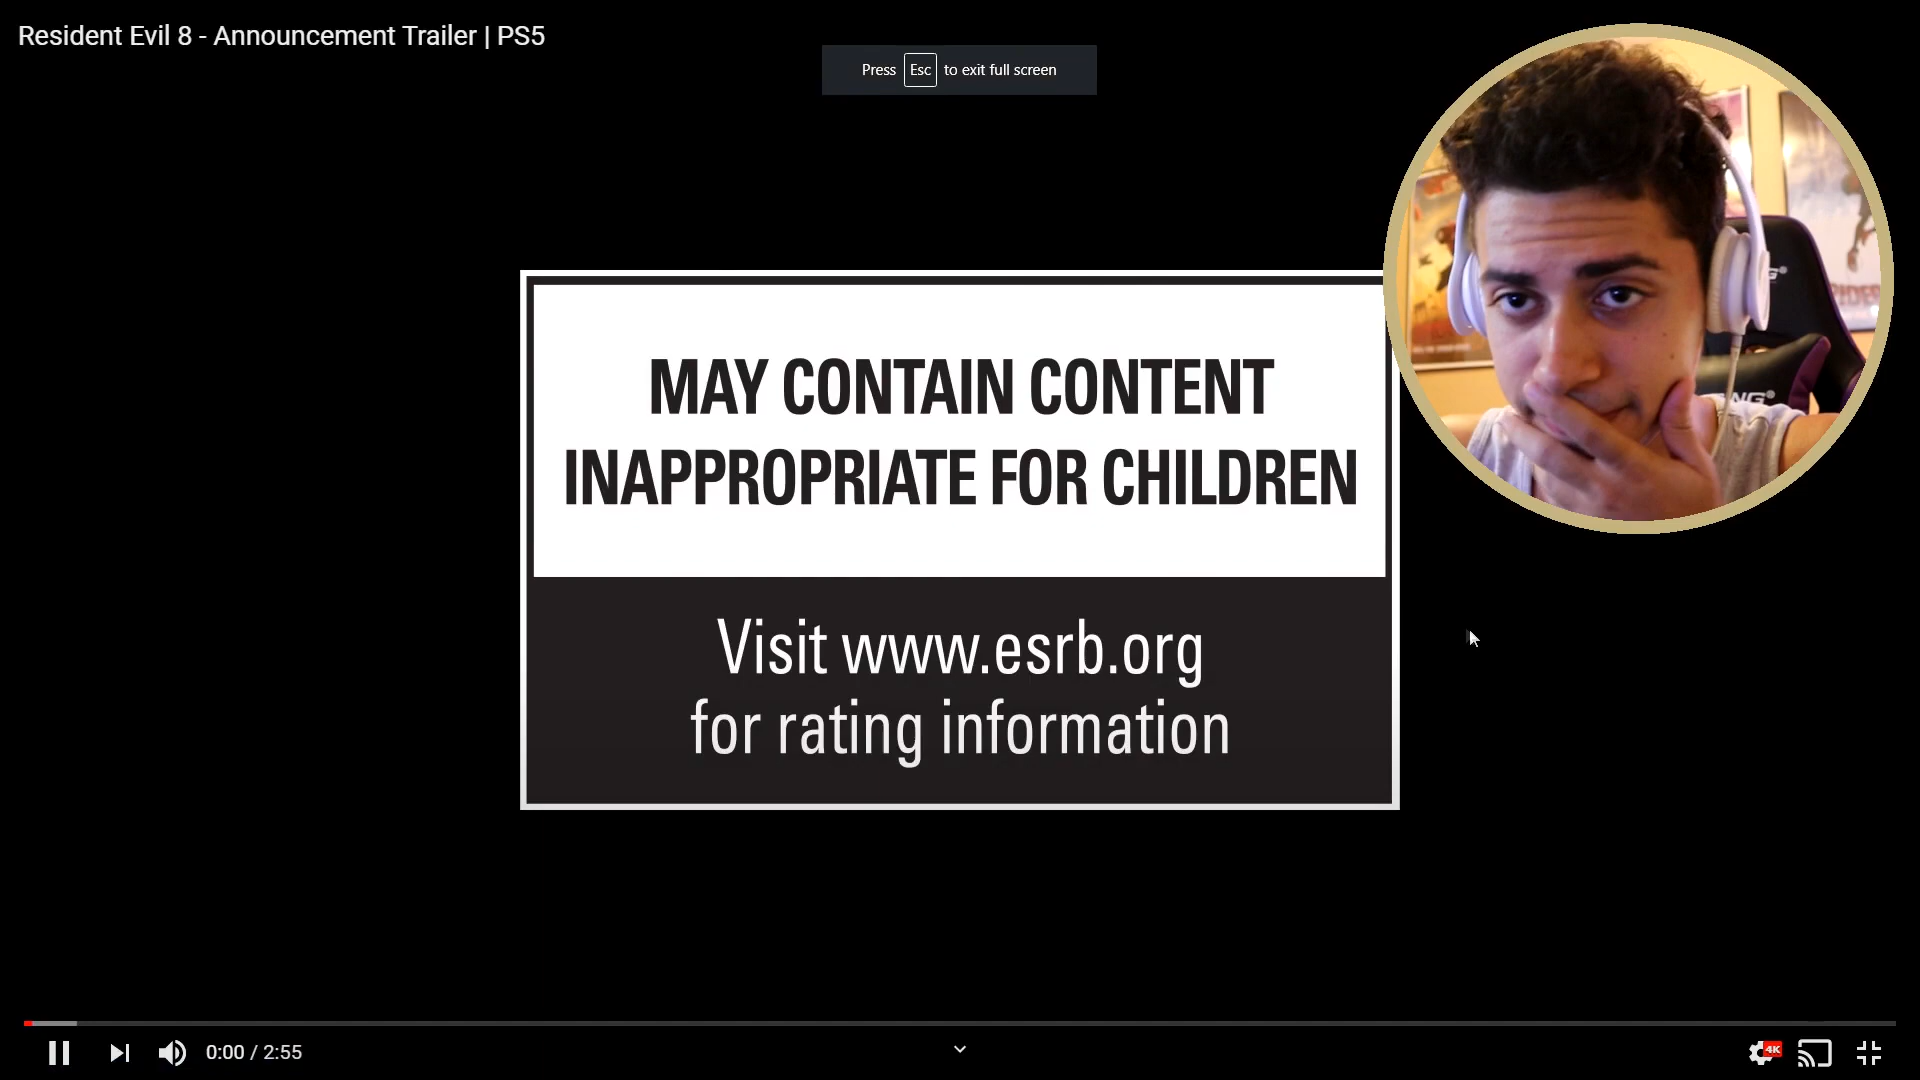 Resident Evil 8 - Announcement Trailer | PS5
Press Esc to exit full screen
MAY CONTAIN CONTENT
INAPPROPRIATE FOR CHILDREN
Visit www.esrb.org
for rating information
0:00 / 2:55
4K